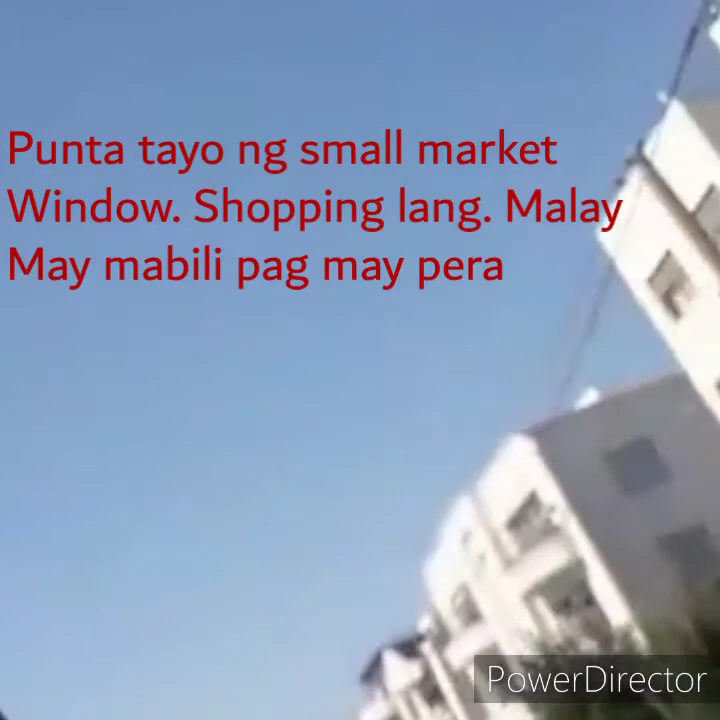 Punta tayo ng small market
Window. Shopping lang. Malay
May mabili pag may pera
PowerDirector